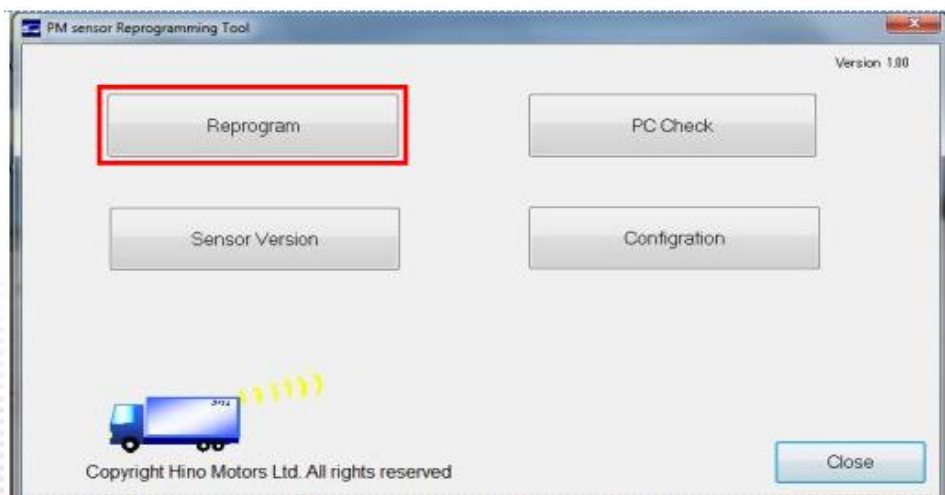 PM sensor Reprogramming Tool
Version 1.00
Reprogram
PC Check
Sensor Version
Configration
Copyright Hino Motors Ltd. All rights reserved
Close